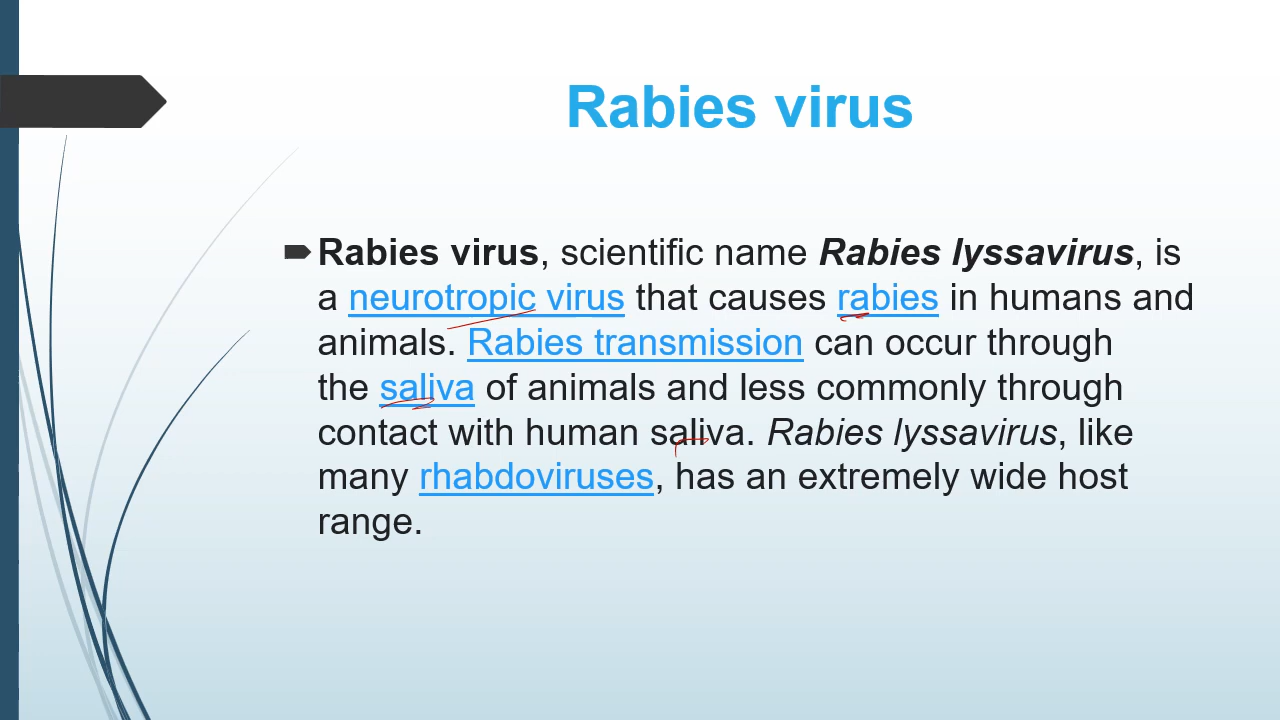 Rabies virus
Rabies virus, scientific name Rabies lyssavirus, is
a neurotropic virus that causes rabies in humans and
animals. Rabies transmission can occur through
the saliva of animals and less commonly through
contact with human saliva. Rabies lyssavirus, like
many rhabdoviruses, has an extremely wide host
range.